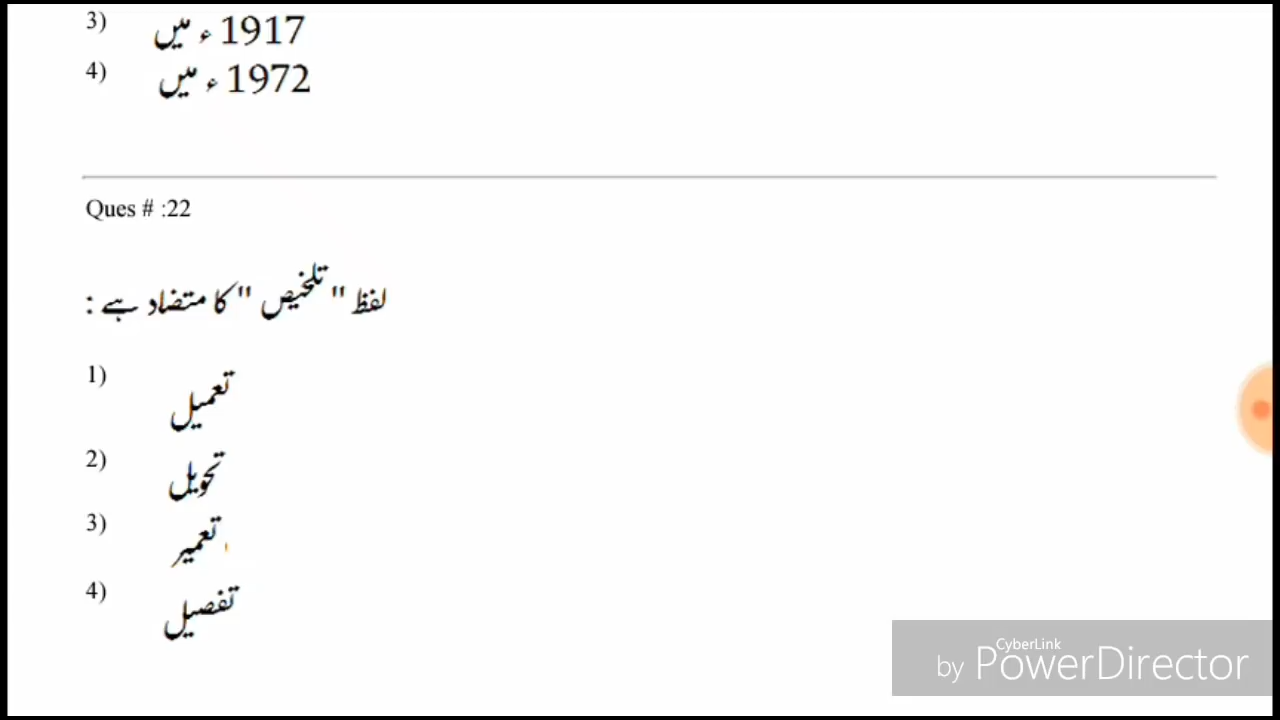 3) 1917ء میں
4) 1972ء میں
Ques # :22
لفظ "تلخیص" کا متضاد ہے :
1) تعمیل
2) تحویل
3) تعمیر
4) تفصیل
CyberLink
by PowerDirector